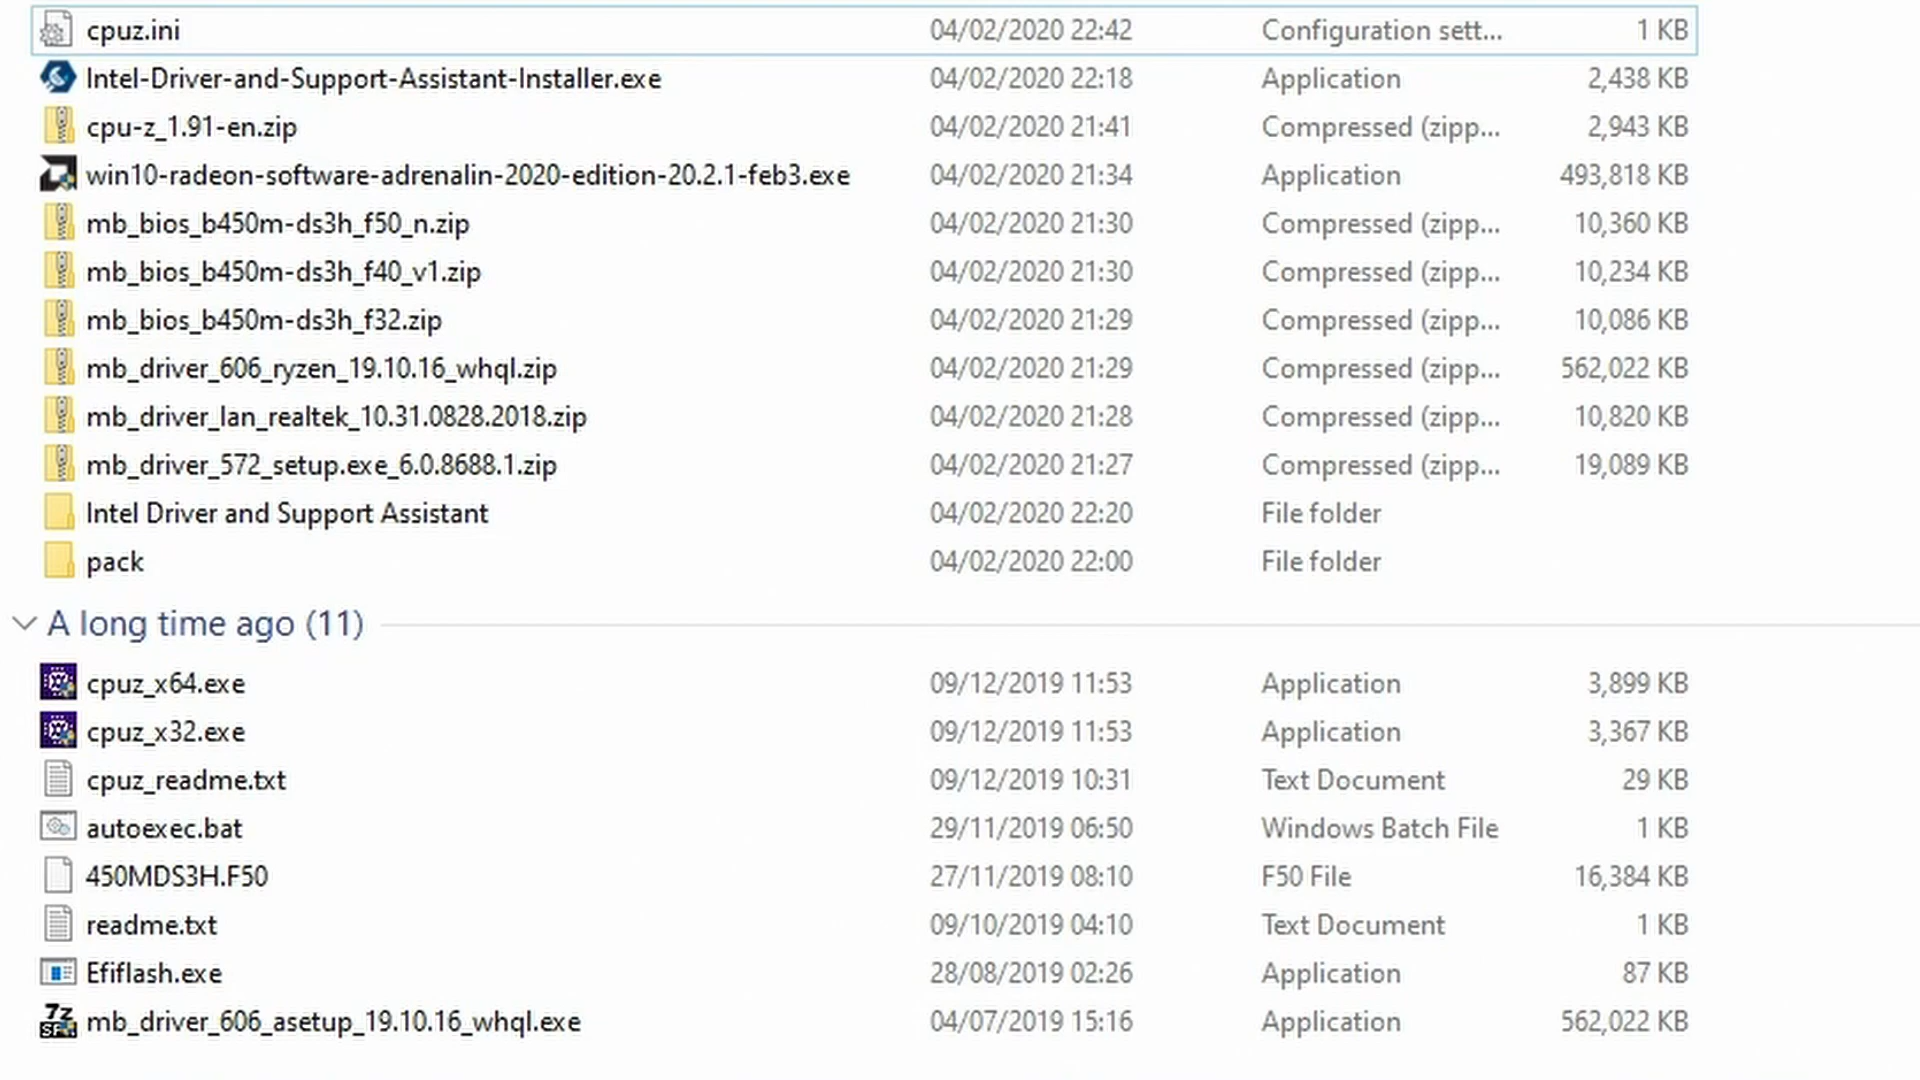 cpuz.ini 04/02/2020 22:42 Configuration sett... 1 KB
Intel-Driver-and-Support-Assistant-Installer.exe 04/02/2020 22:18 Application 2,438 KB
cpu-z_1.91-en.zip 04/02/2020 21:41 Compressed (zipp... 2,943 KB
win10-radeon-software-adrenalin-2020-edition-20.2.1-feb3.exe 04/02/2020 21:34 Application 493,818 KB
mb_bios_b450m-ds3h_f50_n.zip 04/02/2020 21:30 Compressed (zipp... 10,360 KB
mb_bios_b450m-ds3h_f40_v1.zip 04/02/2020 21:30 Compressed (zipp... 10,234 KB
mb_bios_b450m-ds3h_f32.zip 04/02/2020 21:29 Compressed (zipp... 10,086 KB
mb_driver_606_ryzen_19.10.16_whql.zip 04/02/2020 21:29 Compressed (zipp... 562,022 KB
mb_driver_lan_realtek_10.31.0828.2018.zip 04/02/2020 21:28 Compressed (zipp... 10,820 KB
mb_driver_572_setup.exe_6.0.8688.1.zip 04/02/2020 21:27 Compressed (zipp... 19,089 KB
Intel Driver and Support Assistant 04/02/2020 22:20 File folder
pack 04/02/2020 22:00 File folder
A long time ago (11)
cpuz_x64.exe 09/12/2019 11:53 Application 3,899 KB
cpuz_x32.exe 09/12/2019 11:53 Application 3,367 KB
cpuz_readme.txt 09/12/2019 10:31 Text Document 29 KB
autoexec.bat 29/11/2019 06:50 Windows Batch File 1 KB
450MDS3H.F50 27/11/2019 08:10 F50 File 16,384 KB
readme.txt 09/10/2019 04:10 Text Document 1 KB
Efiflash.exe 28/08/2019 02:26 Application 87 KB
7z SFX mb_driver_606_asetup_19.10.16_whql.exe 04/07/2019 15:16 Application 562,022 KB